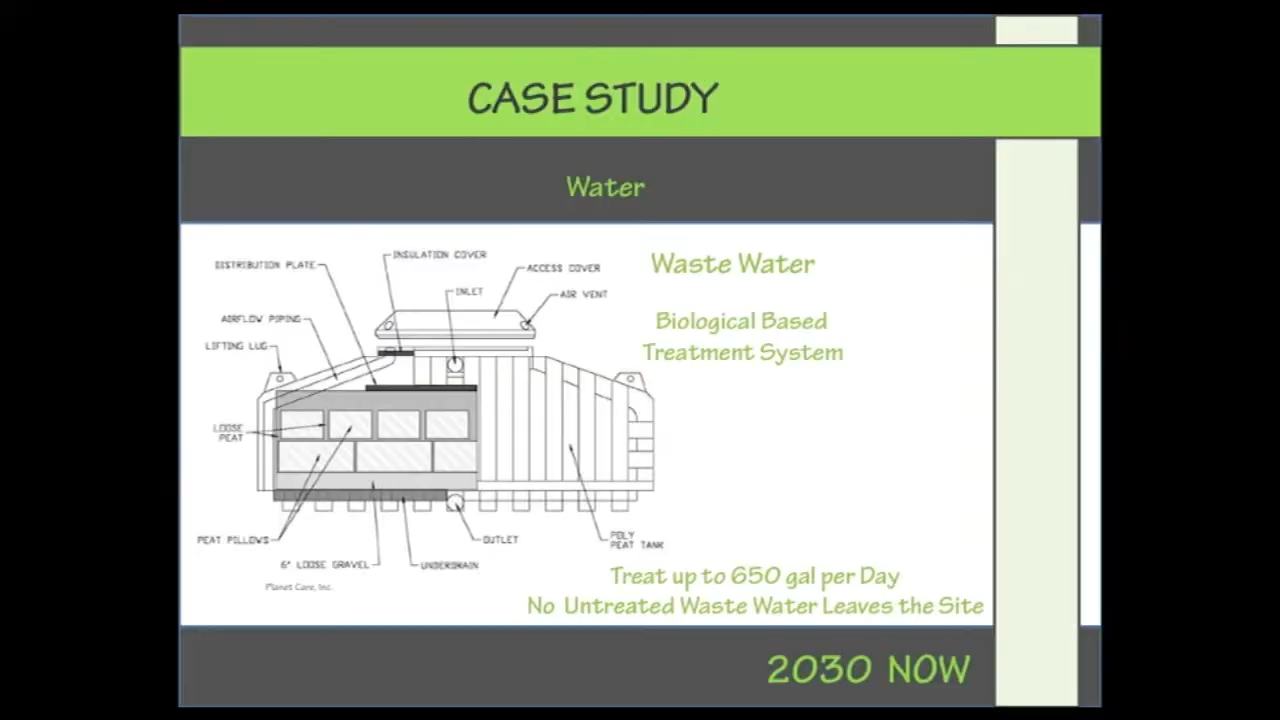 CASE STUDY
Water
INSULATION COVER
DISTRIBUTION PLATE
ACCESS COVER
INLET
AIR VENT
AIRFLOW PIPING
LIFTING LUG
LOOSE
PEAT
PEAT PILLOWS
OUTLET
POLY
PEAT TANK
6" LOOSE GRAVEL
UNDERDRAIN
Planet Care, Inc.
Waste Water
Biological Based
Treatment System
Treat up to 650 gal per Day
No Untreated Waste Water Leaves the Site
2030 NOW